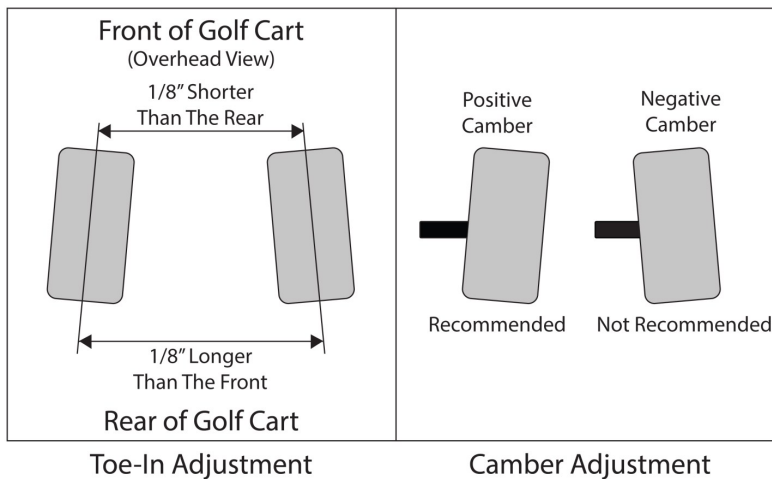 Front of Golf Cart
(Overhead View)
1/8” Shorter
Than The Rear
1/8” Longer
Than The Front
Rear of Golf Cart
Toe-In Adjustment
Positive
Camber
Negative
Camber
Recommended
Not Recommended
Camber Adjustment